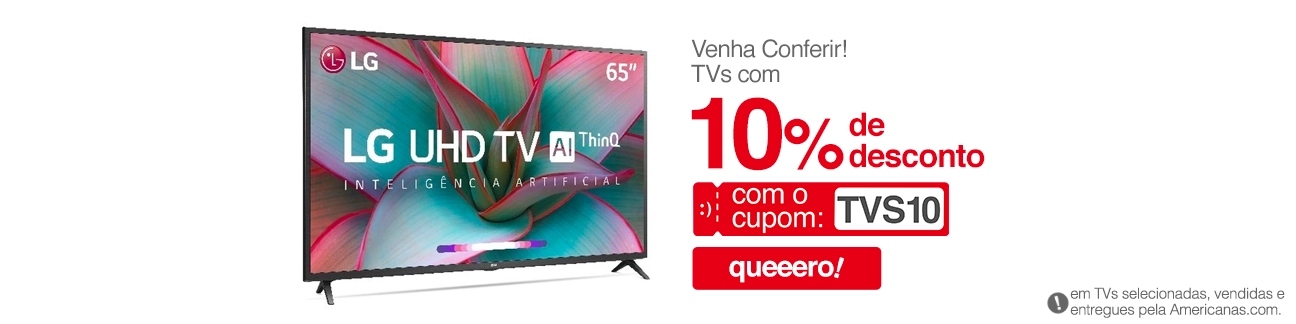 LG
65”
LG UHD TV AI ThinQ
INTELIGÊNCIA ARTIFICIAL
Venha Conferir!
TVs com
10% de
desconto
:)
com o
cupom: TVS10
queeero!
! em TVs selecionadas, vendidas e
entregues pela Americanas.com.